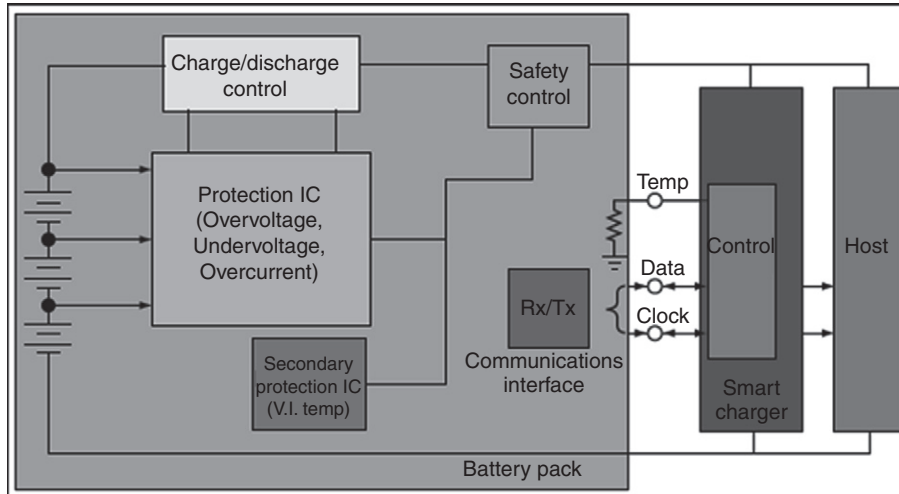 Charge/discharge
control
Safety
control
Protection IC
(Overvoltage,
Undervoltage,
Overcurrent)
Secondary
protection IC
(V.I. temp)
Rx/Tx
Communications
interface
Temp
Data
Clock
Control
Smart
charger
Host
Battery pack